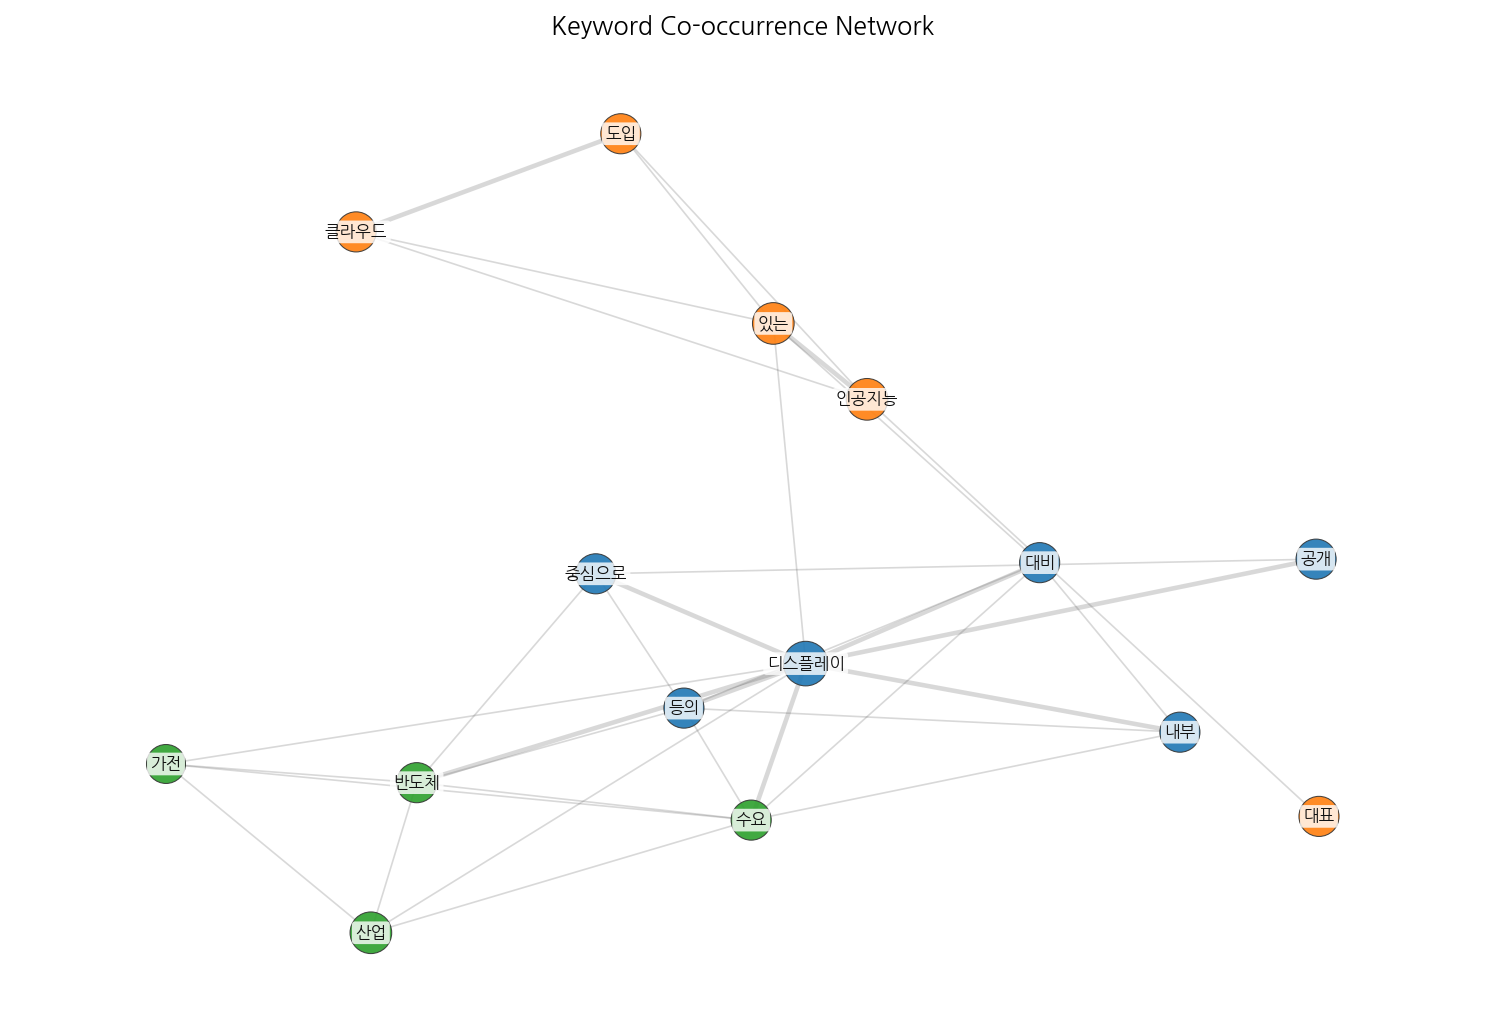 Keyword Co-occurrence Network
도입
클라우드
있는
인공지능
중심으로
대비
공개
디스플레이
등의
내부
가전
반도체
수요
대표
산업